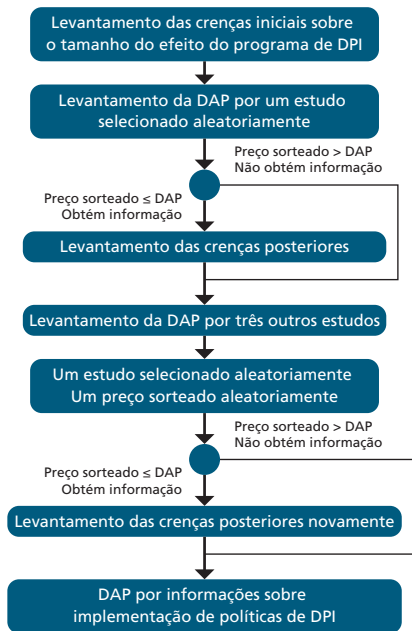 Levantamento das crenças iniciais sobre
o tamanho do efeito do programa de DPI
Levantamento da DAP por um estudo
selecionado aleatoriamente
Preço sorteado > DAP
Não obtém informação
Preço sorteado ≤ DAP
Obtém informação
Levantamento das crenças posteriores
Levantamento da DAP por três outros estudos
Um estudo selecionado aleatoriamente
Um preço sorteado aleatoriamente
Preço sorteado > DAP
Não obtém informação
Preço sorteado ≤ DAP
Obtém informação
Levantamento das crenças posteriores novamente
DAP por informações sobre
implementação de políticas de DPI